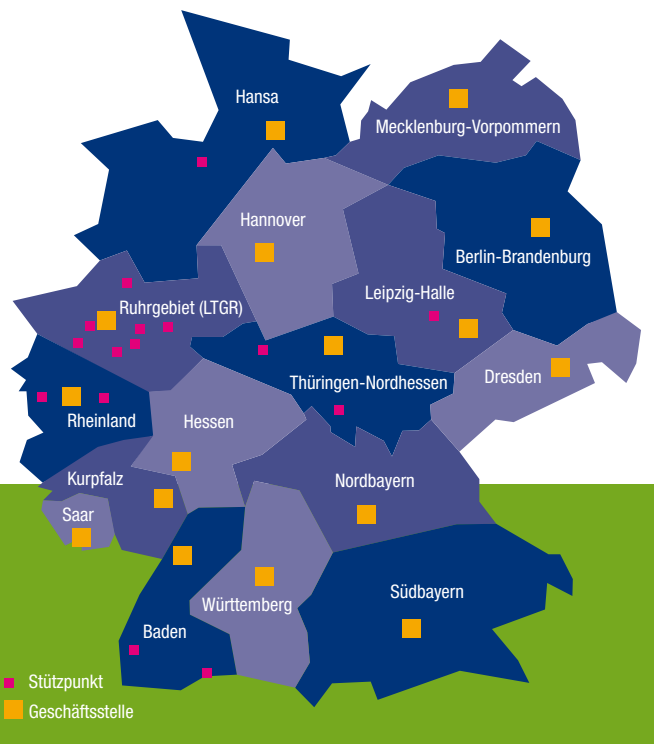 Hansa
Mecklenburg-Vorpommern
Hannover
Berlin-Brandenburg
Leipzig-Halle
Ruhrgebiet (LTGR)
Thüringen-Nordhessen
Dresden
Rheinland
Hessen
Kurpfalz
Nordbayern
Saar
Südbayern
Württemberg
Baden
Stützpunkt
Geschäftsstelle